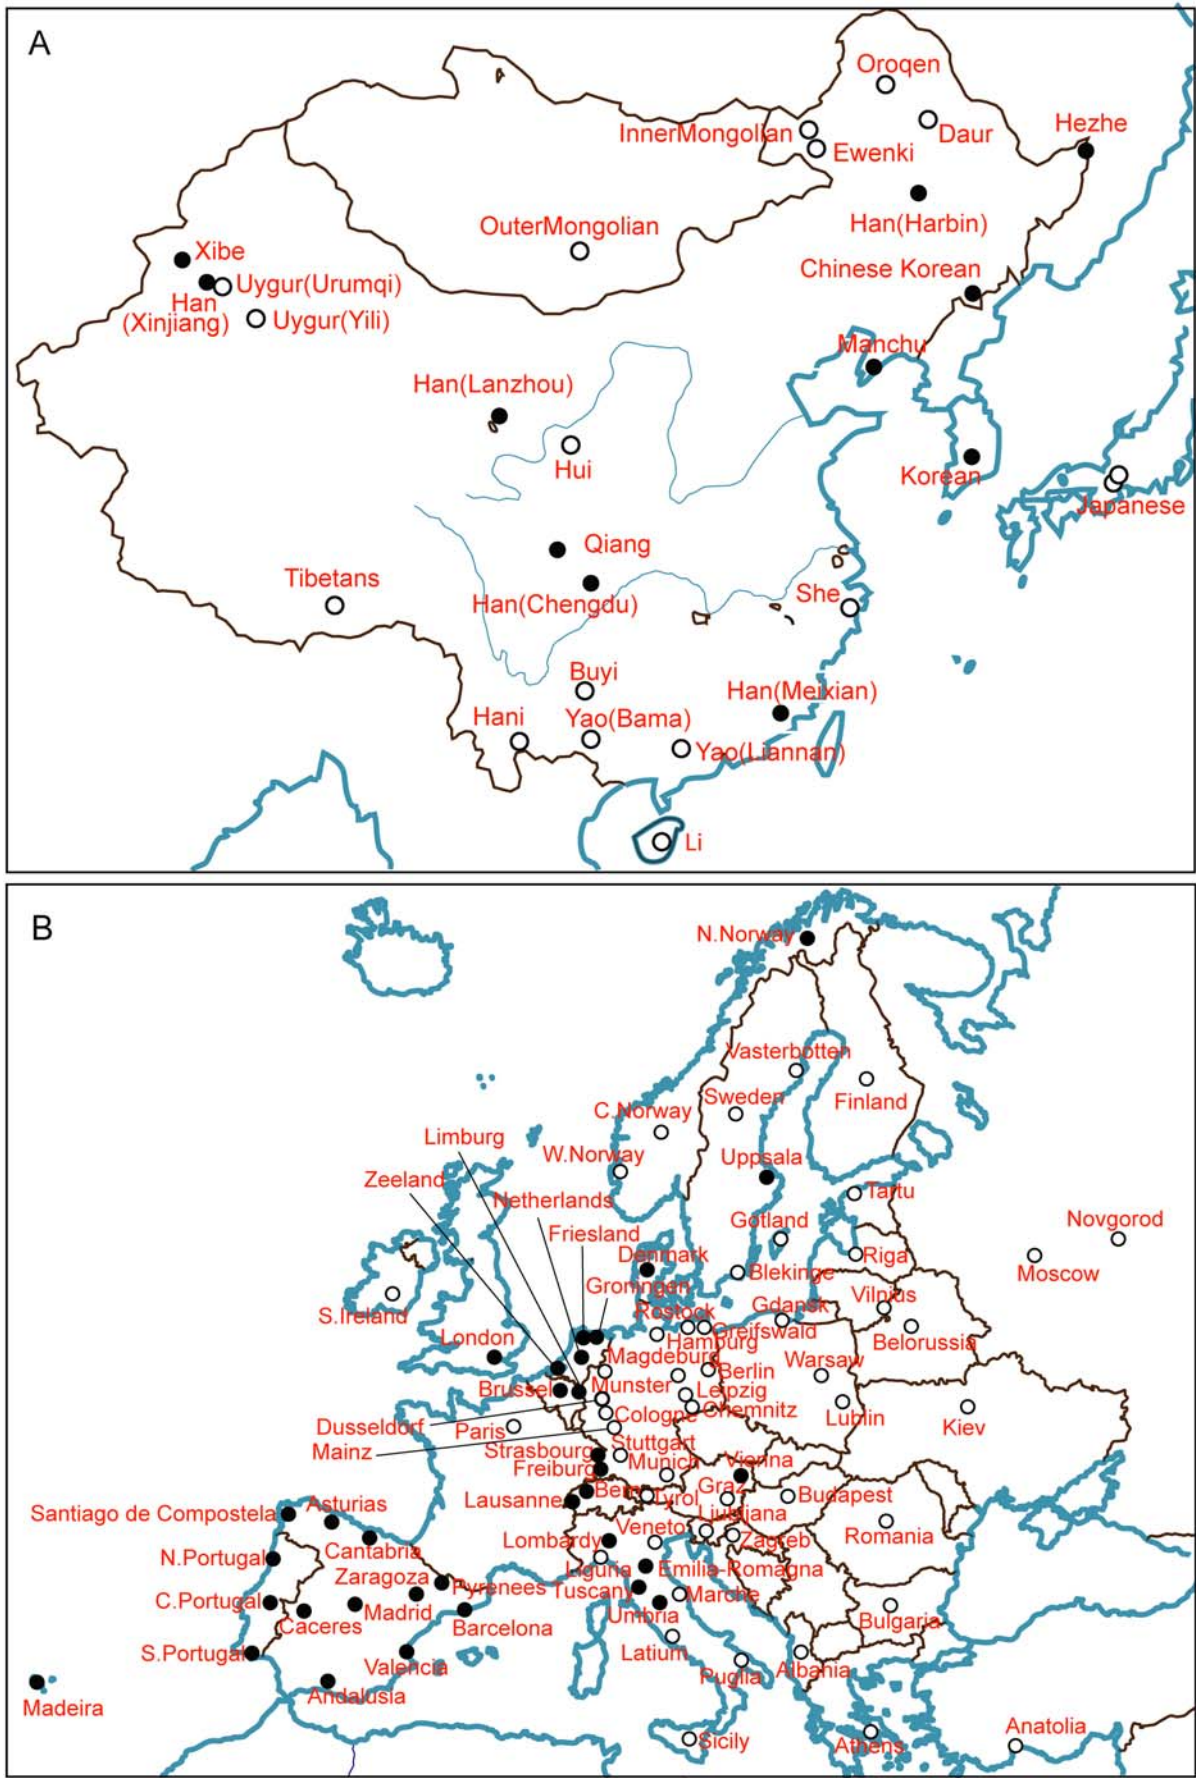 A
Oroqen
InnerMongolian
Daur
Hezhe
Ewenki
OuterMongolian
Han(Harbin)
Xibe
Chinese Korean
Uygur(Urumqi)
Han
(Xinjiang)
Uygur(Yili)
Manchu
Han(Lanzhou)
Hui
Korean
Japanese
Qiang
Tibetans
Han(Chengdu)
She
Buyi
Han(Meixian)
Hani
Yao(Bama)
Yao(Liannan)
Li
B
N.Norway
Vasterbotten
Sweden
Finland
C.Norway
Limburg
W.Norway
Uppsala
Zeeland
Netherlands
Tartu
Friesland
Gotland
Novgorod
Denmark
Riga
Moscow
Groningen
Blekinge
S.Ireland
Rostock
Gdansk
Vilnius
London
Hamburg
Greifswald
Belorussia
Magdeburg
Berlin
Warsaw
Brussel
Munster
Leipzig
Dusseldorf
Cologne
Chemnitz
Lublin
Kiev
Paris
Mainz
Strasbourg
Stuttgart
Freiburg
Munich
Vienna
Lausanne
Bern
Tyrol
Graz
Budapest
Santiago de Compostela
Asturias
Ljubljana
Lombardy
Veneto
Zagreb
Romania
N.Portugal
Cantabria
Liguria
Emilia-Romagna
Zaragoza
Pyrenees
Tuscany
Marche
C.Portugal
Caceres
Madrid
Barcelona
Umbria
Bulgaria
S.Portugal
Valencia
Latium
Puglia
Albania
Madeira
Andalusia
Sicily
Athens
Anatolia